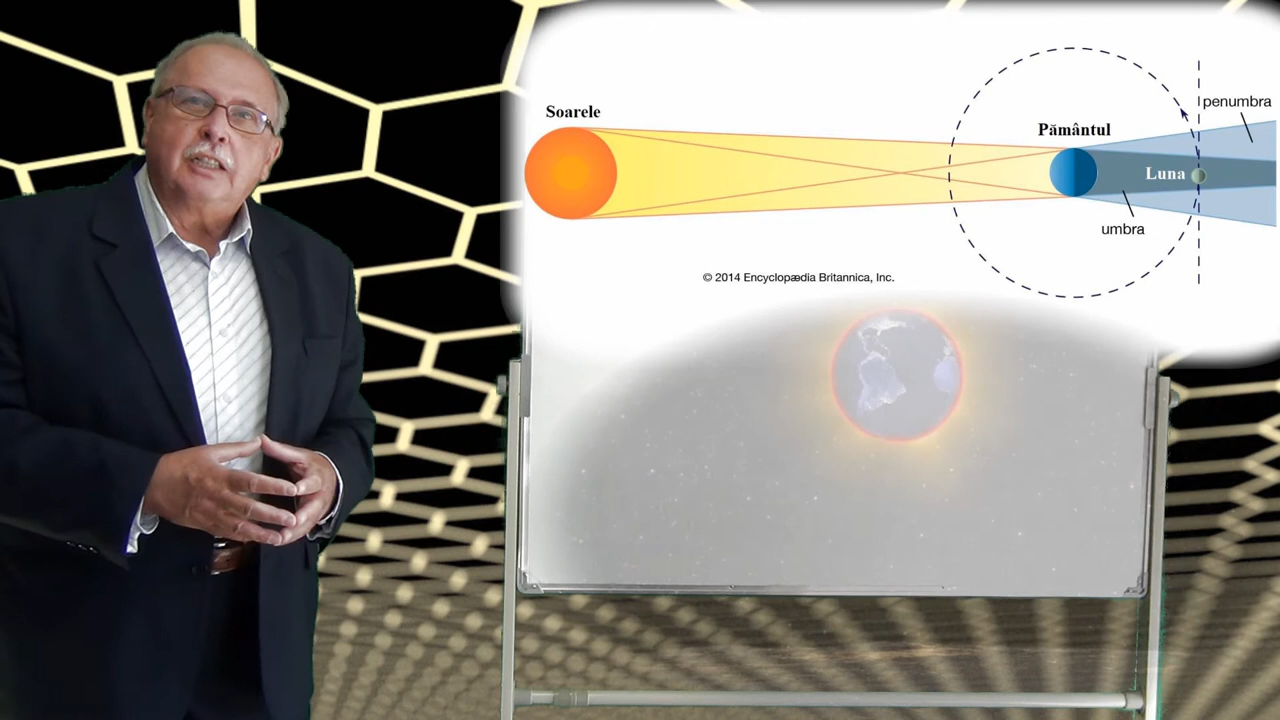 Soarele
penumbra
Pământul
Luna
umbra
© 2014 Encyclopædia Britannica, Inc.